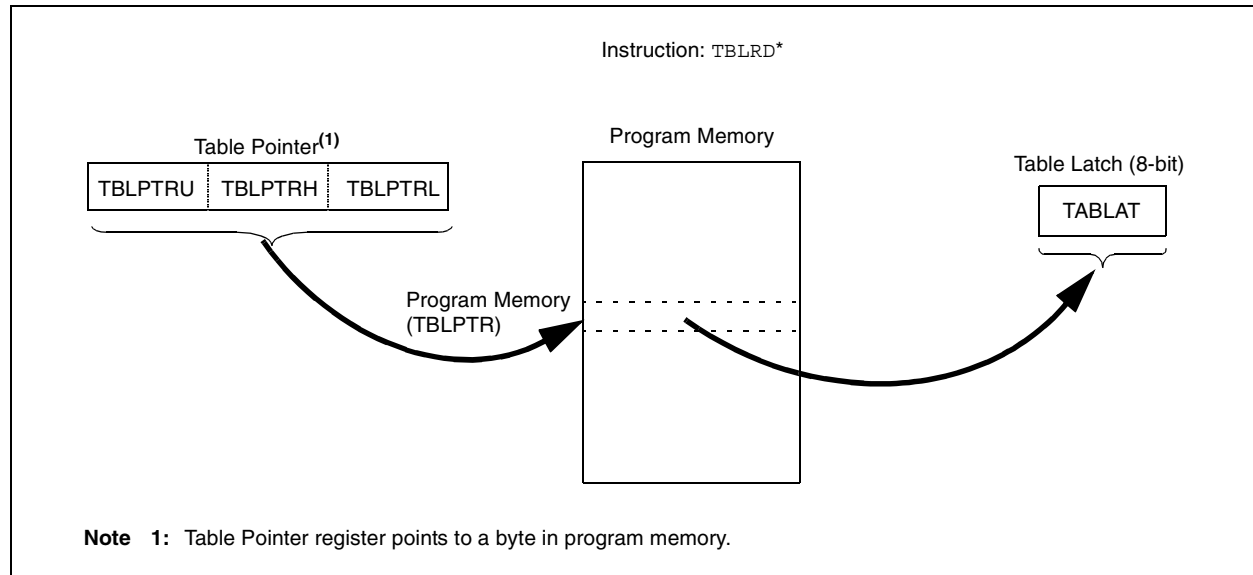 Instruction: TBLRD*
Table Pointer(1)
TBLPTRU TBLPTRH TBLPTRL
Program Memory
Table Latch (8-bit)
TABLAT
Program Memory
(TBLPTR)
Note 1: Table Pointer register points to a byte in program memory.